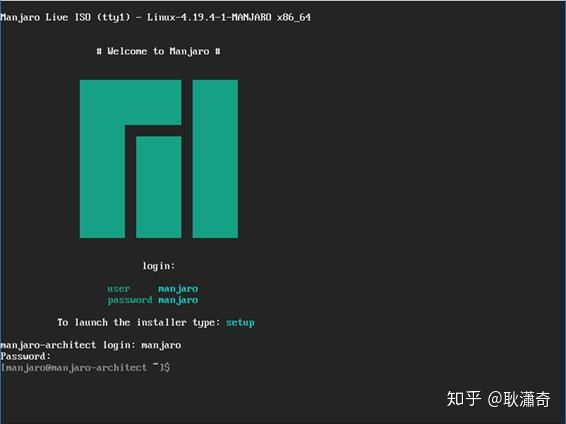 Manjaro Live ISO (tty1) - Linux-4.19.4-1-MANJARO x86_64
# Welcome to Manjaro #
login:
user manjaro
password manjaro
To launch the installer type: setup
manjaro-architect login: manjaro
Password:
[manjaro@manjaro-architect ~]$
知乎 @耿瀟奇